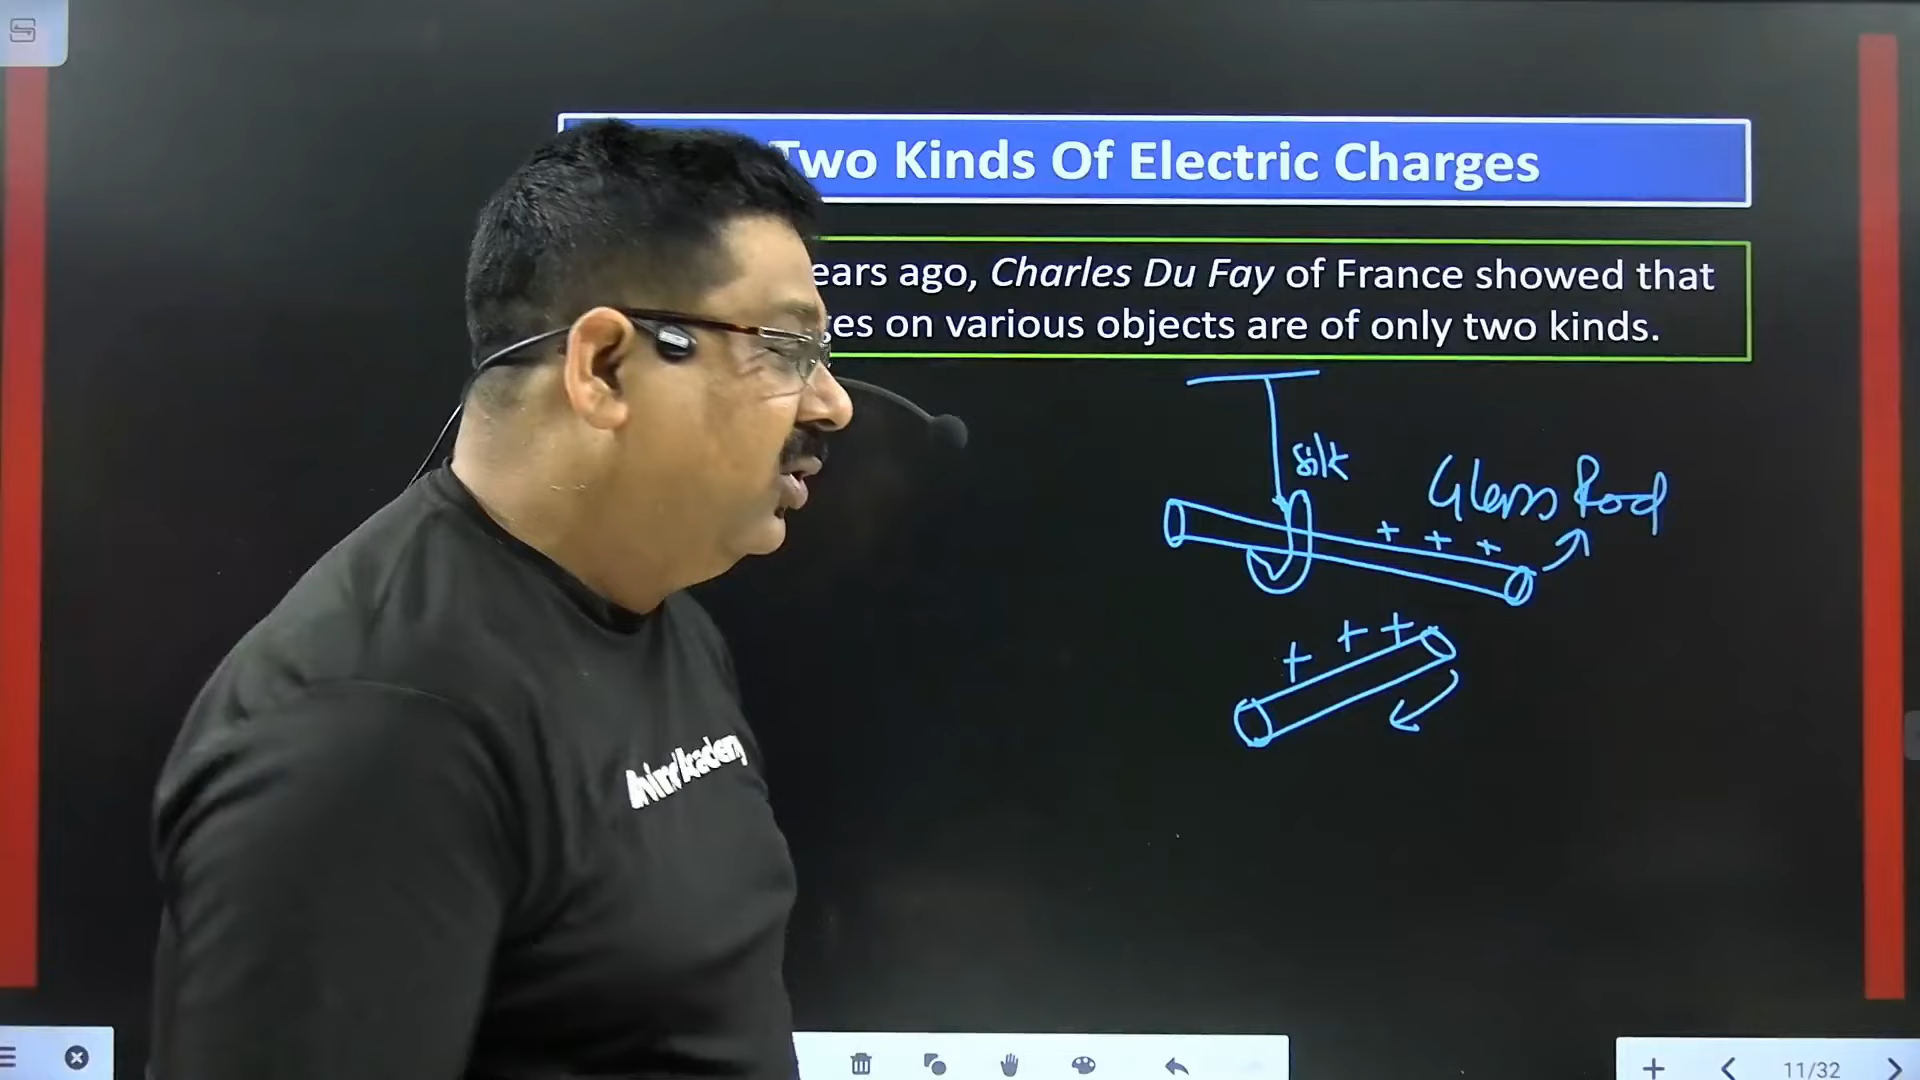 Two Kinds Of Electric Charges
ears ago, Charles Du Fay of France showed that
ges on various objects are of only two kinds.
silk
Glass Rod
+ + +
+ + +
11/32